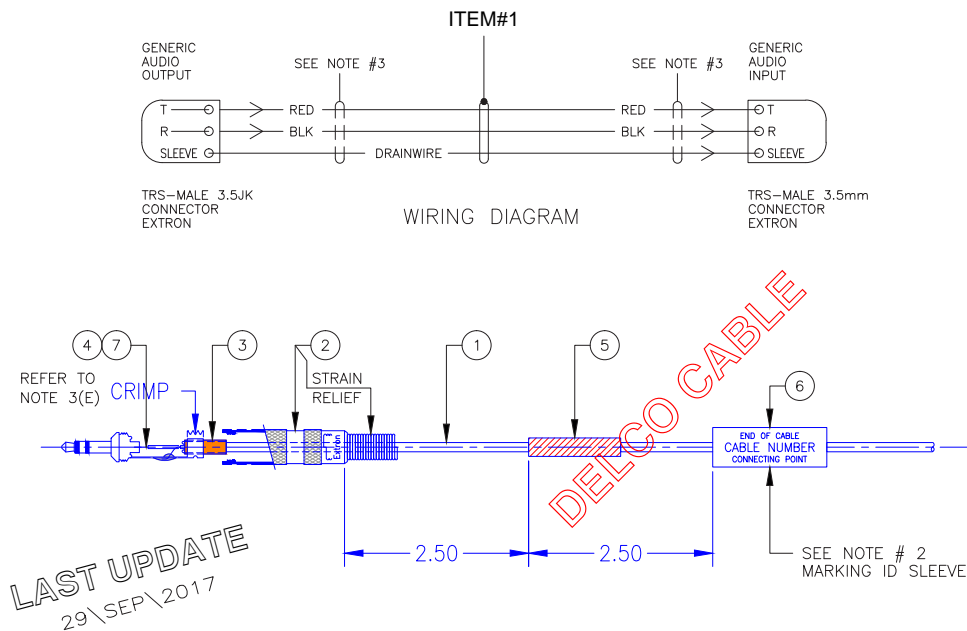 ITEM#1
GENERIC
AUDIO
OUTPUT
SEE NOTE #3
SEE NOTE #3
GENERIC
AUDIO
INPUT
T
RED
RED
T
R
BLK
BLK
R
SLEEVE
DRAINWIRE
SLEEVE
TRS-MALE 3.5JK
CONNECTOR
EXTRON
WIRING DIAGRAM
TRS-MALE 3.5mm
CONNECTOR
EXTRON
DELCO CABLE
4 7
3
2
1
5
6
REFER TO
NOTE 3(E)
CRIMP
STRAIN
RELIEF
Extron
END OF CABLE
CABLE NUMBER
CONNECTING POINT
2.50
2.50
SEE NOTE # 2
MARKING ID SLEEVE
LAST UPDATE
29\SEP\2017